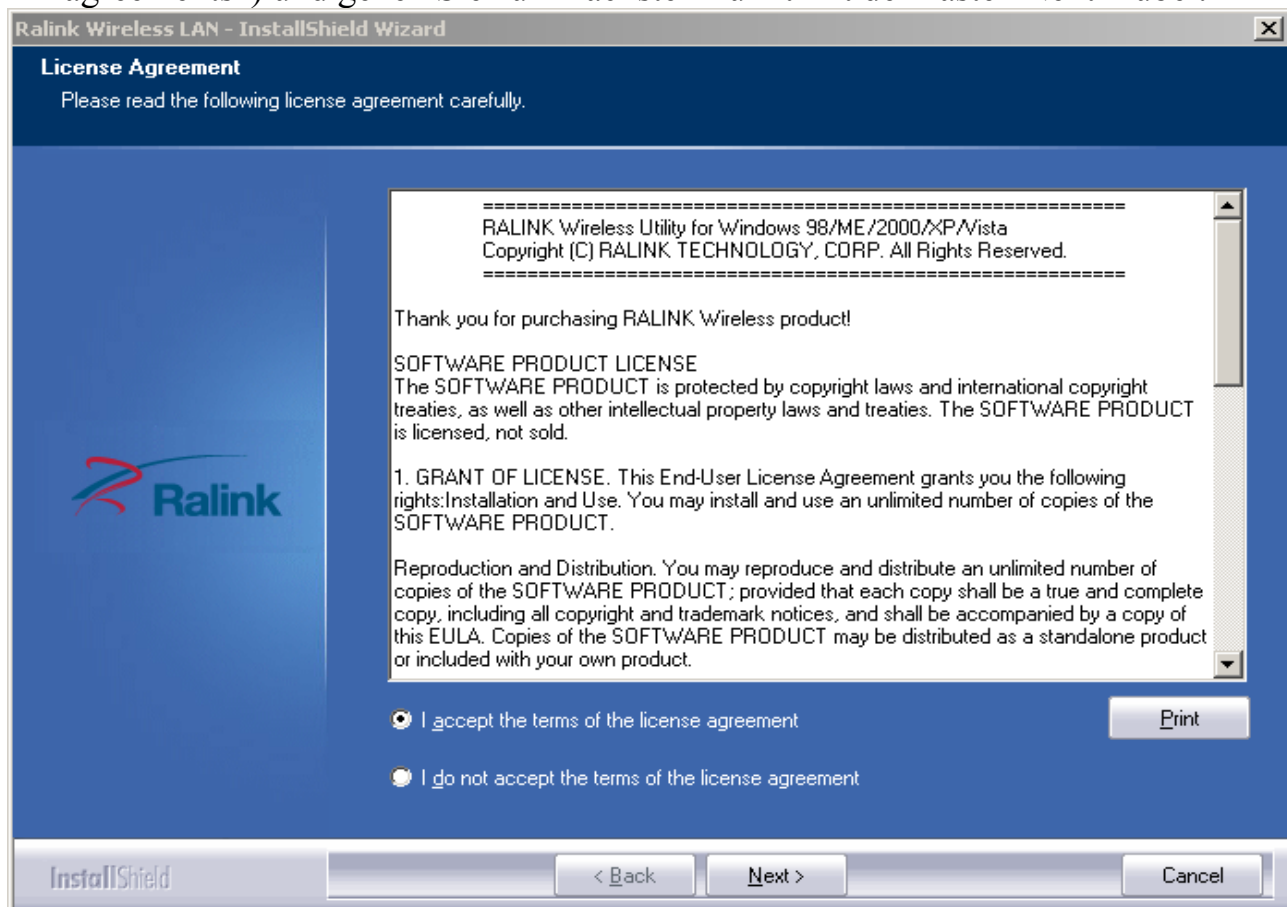 Ralink Wireless LAN - InstallShield Wizard
License Agreement
Please read the following license agreement carefully.
==============================================================
RALINK Wireless Utility for Windows 98/ME/2000/XP/Vista
Copyright (C) RALINK TECHNOLOGY, CORP. All Rights Reserved.
==============================================================
Thank you for purchasing RALINK Wireless product!
SOFTWARE PRODUCT LICENSE
The SOFTWARE PRODUCT is protected by copyright laws and international copyright
treaties, as well as other intellectual property laws and treaties. The SOFTWARE PRODUCT
is licensed, not sold.
1. GRANT OF LICENSE. This End-User License Agreement grants you the following
rights:Installation and Use. You may install and use an unlimited number of copies of the
SOFTWARE PRODUCT.
Reproduction and Distribution. You may reproduce and distribute an unlimited number of
copies of the SOFTWARE PRODUCT; provided that each copy shall be a true and complete
copy, including all copyright and trademark notices, and shall be accompanied by a copy of
this EULA. Copies of the SOFTWARE PRODUCT may be distributed as a standalone product
or included with your own product.
Ralink
I accept the terms of the license agreement
Print
I do not accept the terms of the license agreement
InstallShield
< Back
Next >
Cancel